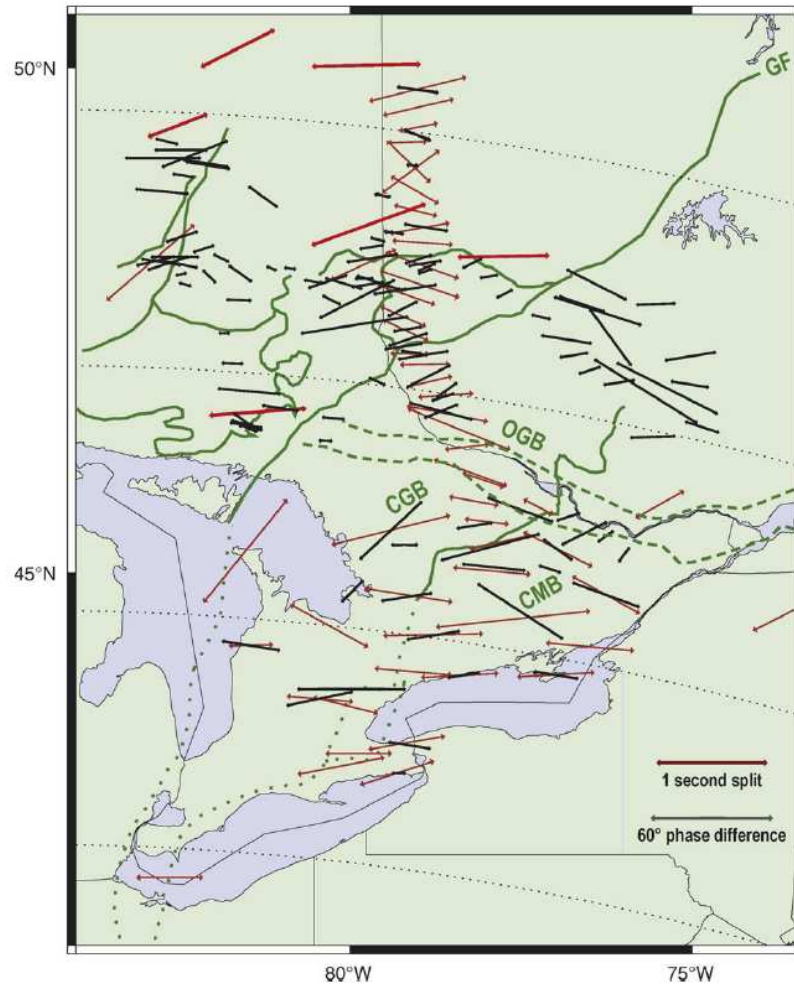 50°N
GF
OGB
CGB
45°N
CMB
1 second split
60° phase difference
80°W
75°W